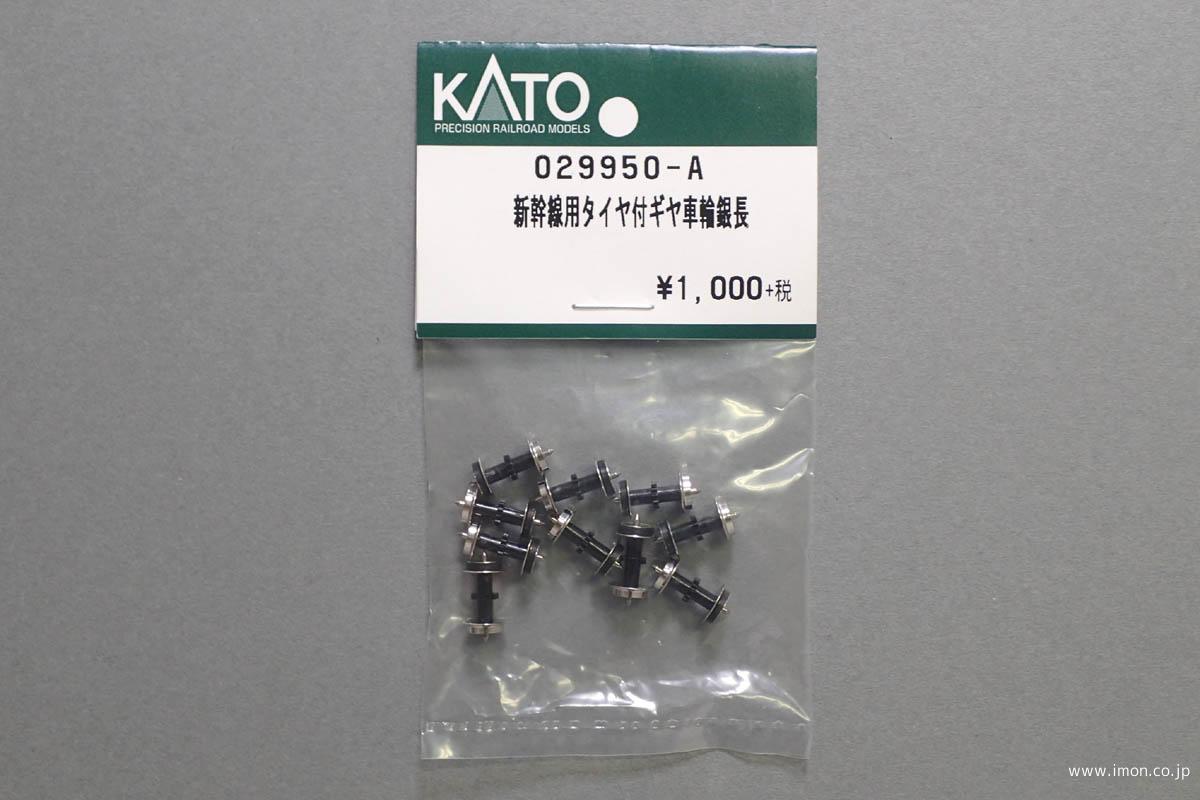 KATO
PRECISION RAILROAD MODELS
029950-A
新幹線用タイヤ付ギヤ車輪銀長
¥1,000+税
www.imon.co.jp